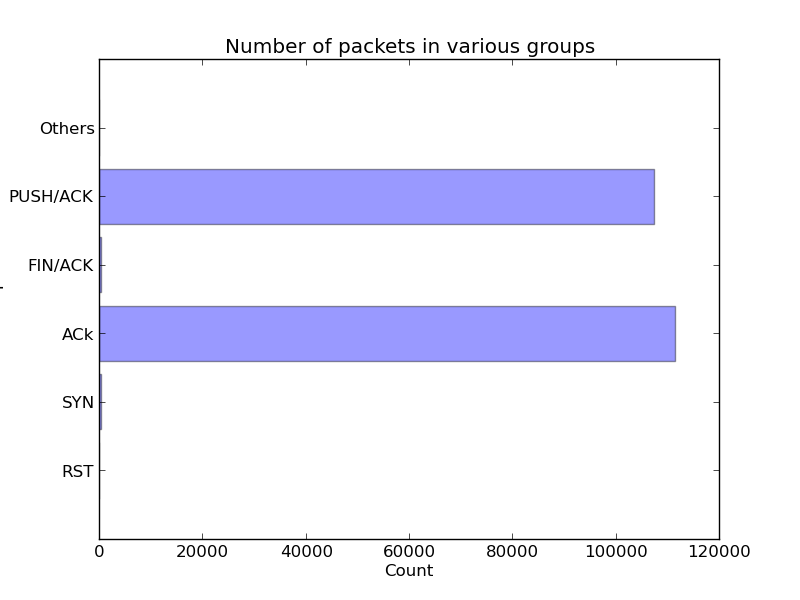 Number of packets in various groups
Others
PUSH/ACK
FIN/ACK
ACk
SYN
RST
0 20000 40000 60000 80000 100000 120000
Count